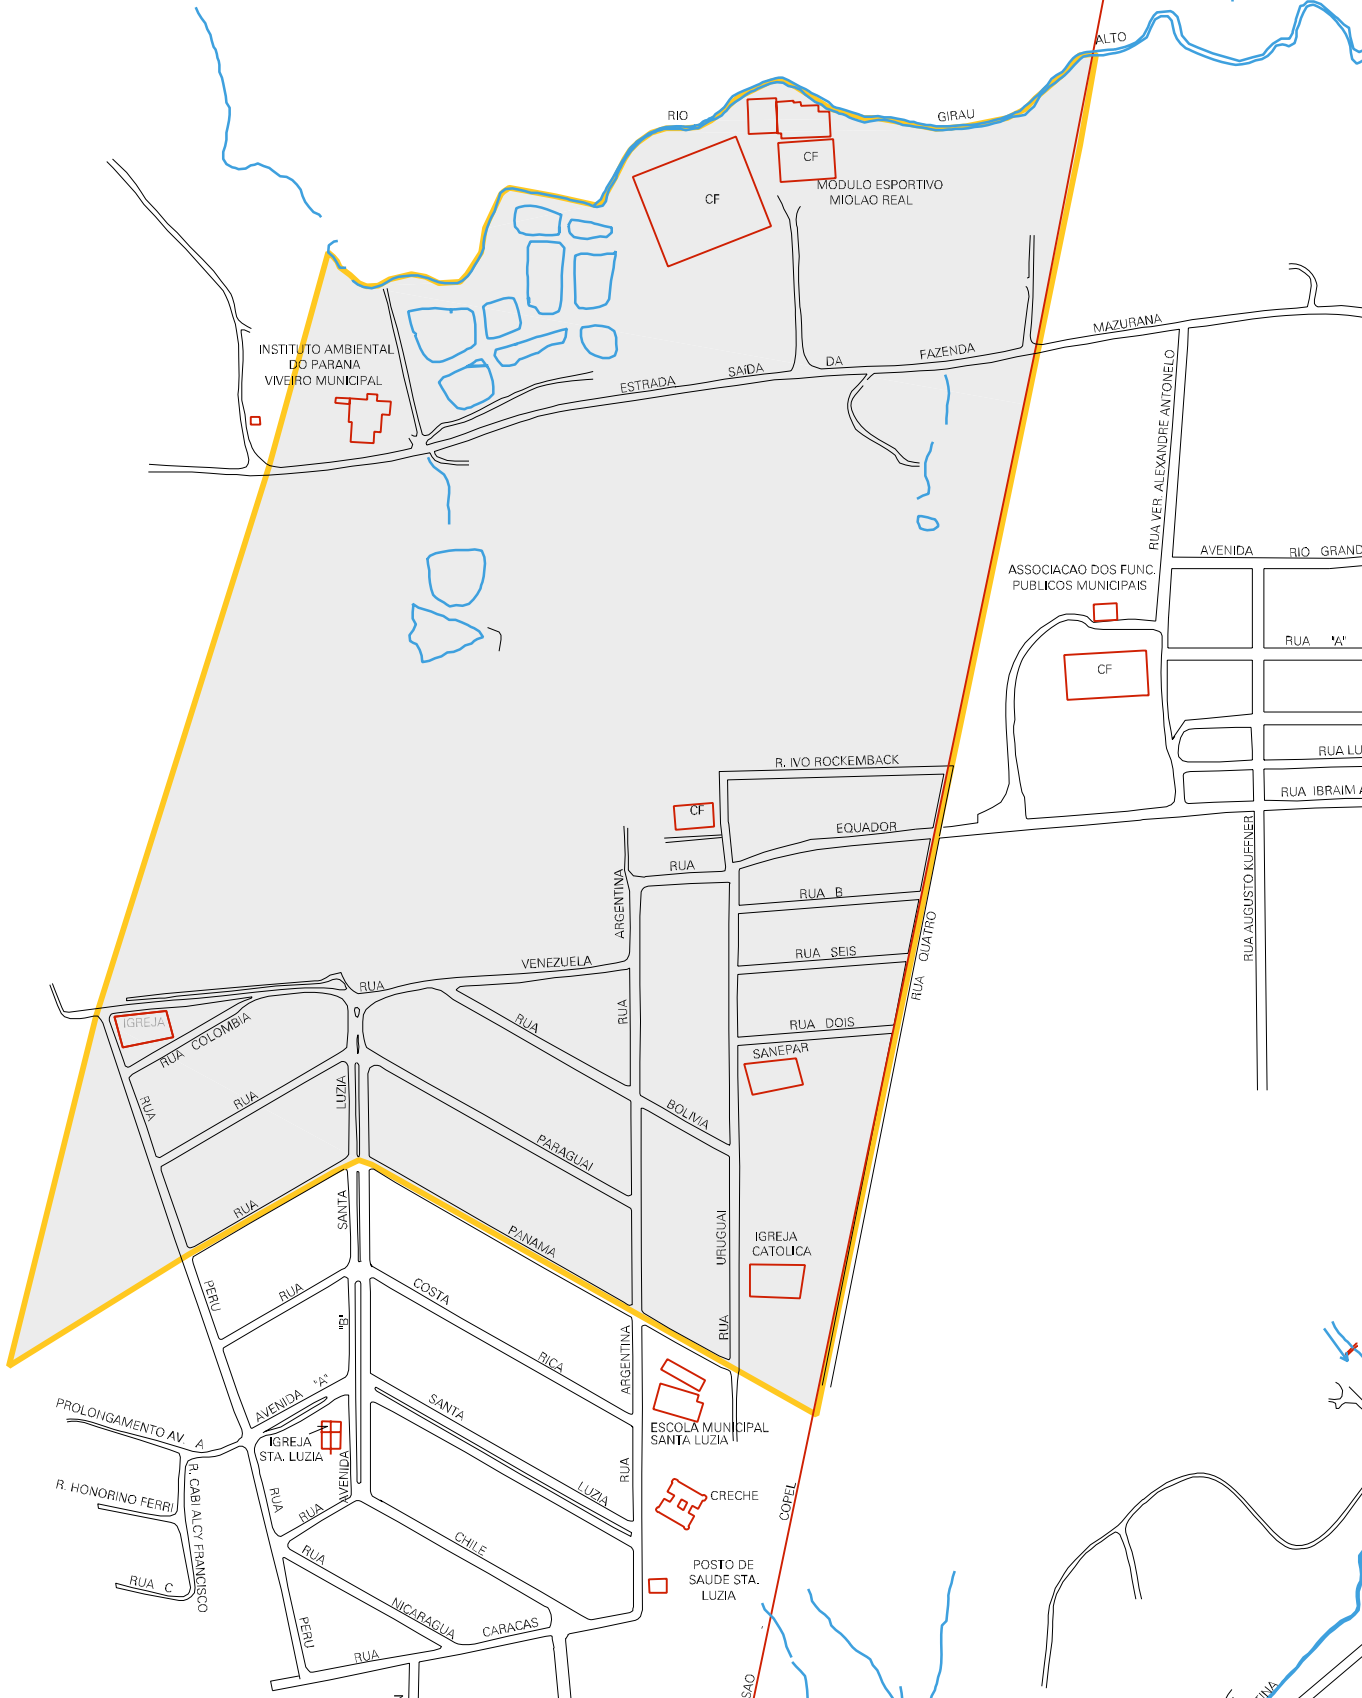 ALTO
RIO
GIRAU
CF
CF
MODULO ESPORTIVO
MIOLAO REAL
INSTITUTO AMBIENTAL
DO PARANA
VIVEIRO MUNICIPAL
ESTRADA
SAÍDA
DA
FAZENDA
MAZURANA
RUA VER. ALEXANDRE ANTONELO
AVENIDA
RIO GRAND
ASSOCIACAO DOS FUNC.
PUBLICOS MUNICIPAIS
RUA "A"
CF
RUA LU
RUA IBRAIM A
R. IVO ROCKEMBACK
CF
EQUADOR
RUA
RUA B
ARGENTINA
RUA AUGUSTO KUFFNER
RUA QUATRO
RUA SEIS
VENEZUELA
RUA
RUA
RUA
RUA DOIS
IGREJA
RUA COLOMBIA
SANEPAR
RUA
RUA
LUZIA
BOLIVIA
PARAGUAI
RUA
SANTA
PANAMA
URUGUAI
IGREJA
CATOLICA
PERU
RUA
COSTA
"B"
RUA
RICA
ARGENTINA
AVENIDA "A"
SANTA
PROLONGAMENTO AV. A
IGREJA
STA. LUZIA
ESCOLA MUNICIPAL
SANTA LUZIA
R. HONORINO FERRI
R. CABI ALCY FRANCISCO
RUA
RUA
AVENIDA
LUZIA
RUA
CRECHE
COPEL
CHILE
RUA
RUA C
POSTO DE
SAUDE STA.
LUZIA
NICARAGUA
CARACAS
PERU
RUA
SAO